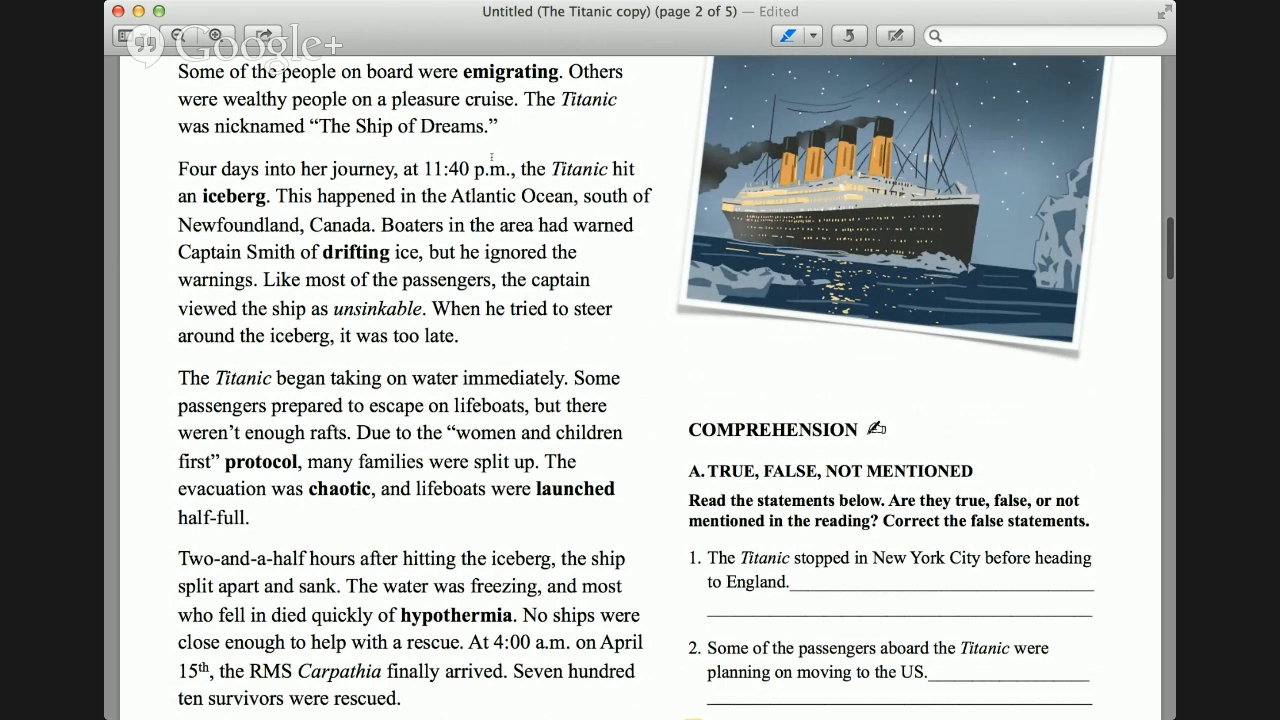 Untitled (The Titanic copy) (page 2 of 5) — Edited
Google+
Some of the people on board were emigrating. Others
were wealthy people on a pleasure cruise. The Titanic
was nicknamed “The Ship of Dreams.”
Four days into her journey, at 11:40 p.m., the Titanic hit
an iceberg. This happened in the Atlantic Ocean, south of
Newfoundland, Canada. Boaters in the area had warned
Captain Smith of drifting ice, but he ignored the
warnings. Like most of the passengers, the captain
viewed the ship as unsinkable. When he tried to steer
around the iceberg, it was too late.
The Titanic began taking on water immediately. Some
passengers prepared to escape on lifeboats, but there
weren’t enough rafts. Due to the “women and children
first” protocol, many families were split up. The
evacuation was chaotic, and lifeboats were launched
half-full.
Two-and-a-half hours after hitting the iceberg, the ship
split apart and sank. The water was freezing, and most
who fell in died quickly of hypothermia. No ships were
close enough to help with a rescue. At 4:00 a.m. on April
15th, the RMS Carpathia finally arrived. Seven hundred
ten survivors were rescued.
COMPREHENSION
A. TRUE, FALSE, NOT MENTIONED
Read the statements below. Are they true, false, or not
mentioned in the reading? Correct the false statements.
1. The Titanic stopped in New York City before heading
to England.
2. Some of the passengers aboard the Titanic were
planning on moving to the US.